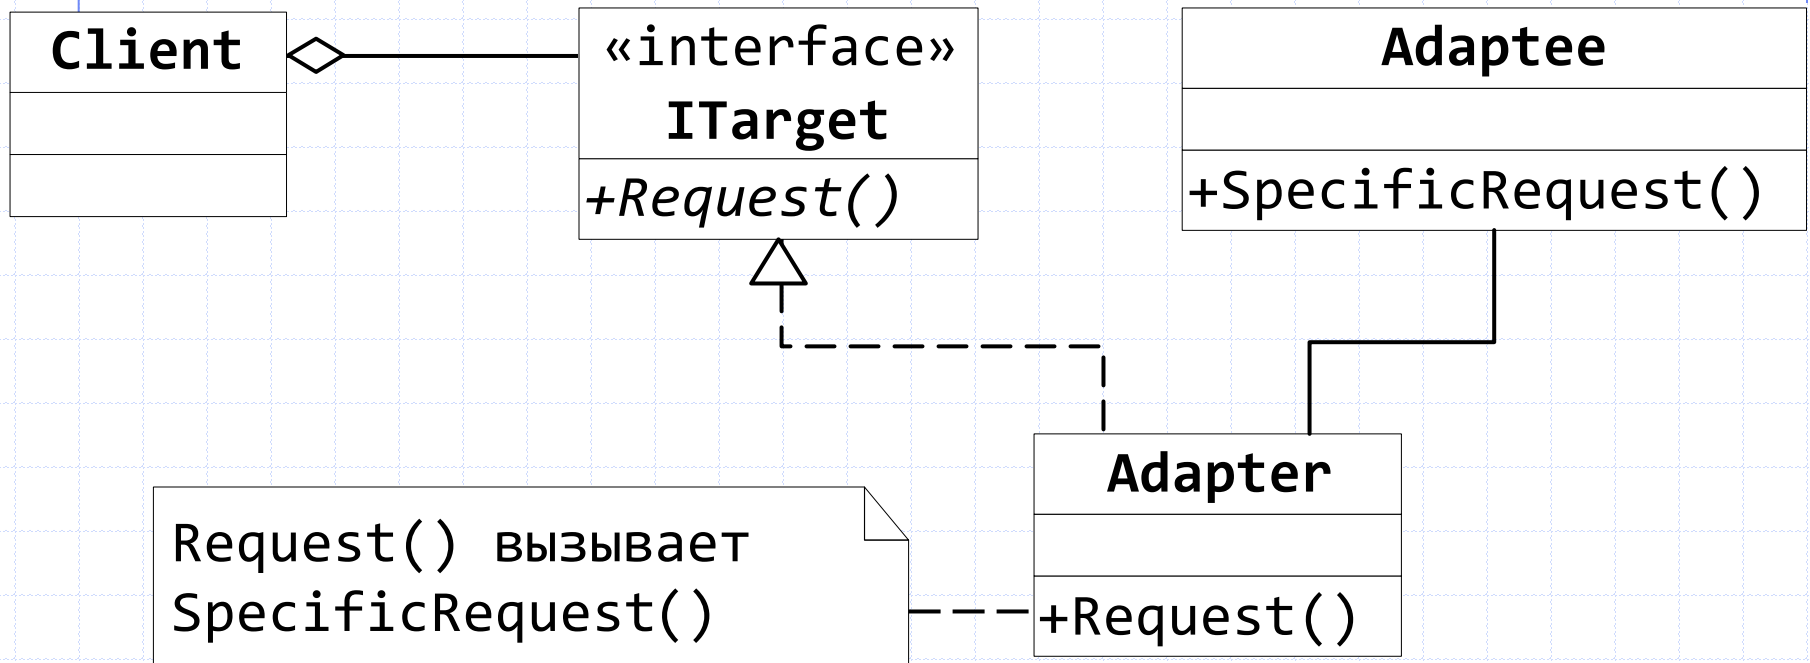 Client
«interface»
ITarget
+Request()
Adaptee
+SpecificRequest()
Adapter
+Request()
Request() вызывает
SpecificRequest()